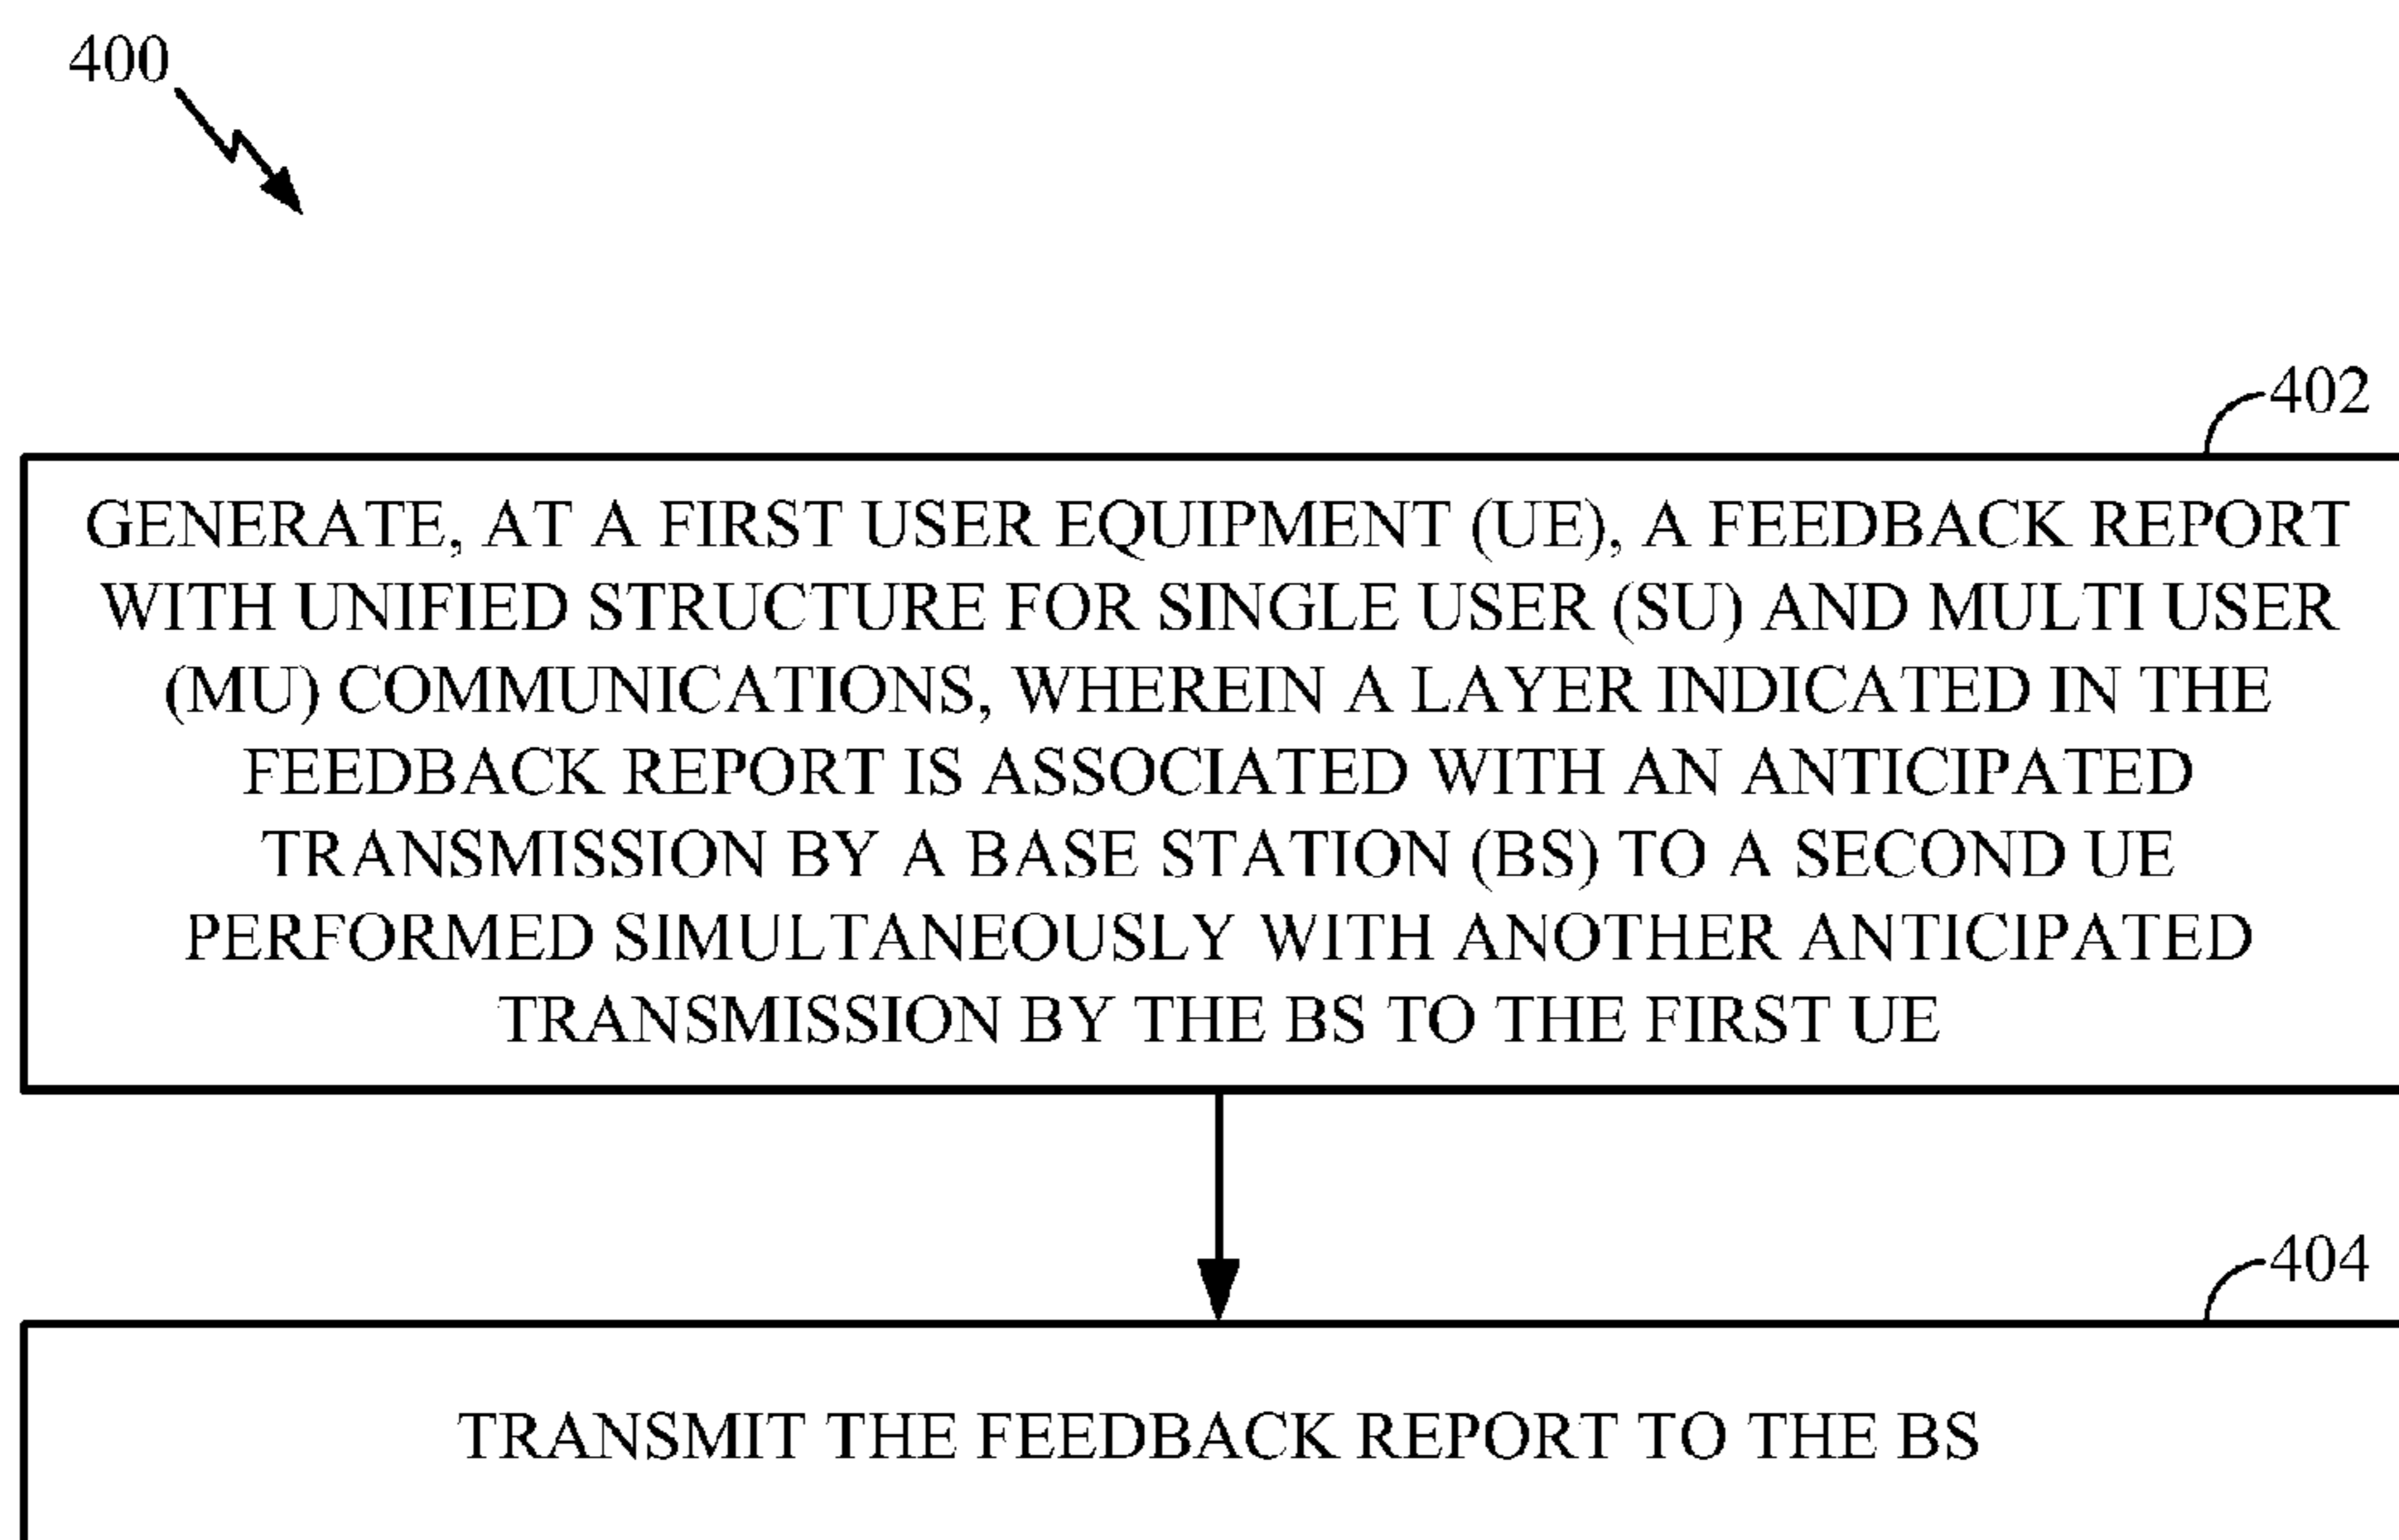 400
402
GENERATE, AT A FIRST USER EQUIPMENT (UE), A FEEDBACK REPORT
WITH UNIFIED STRUCTURE FOR SINGLE USER (SU) AND MULTI USER
(MU) COMMUNICATIONS, WHEREIN A LAYER INDICATED IN THE
FEEDBACK REPORT IS ASSOCIATED WITH AN ANTICIPATED
TRANSMISSION BY A BASE STATION (BS) TO A SECOND UE
PERFORMED SIMULTANEOUSLY WITH ANOTHER ANTICIPATED
TRANSMISSION BY THE BS TO THE FIRST UE
404
TRANSMIT THE FEEDBACK REPORT TO THE BS